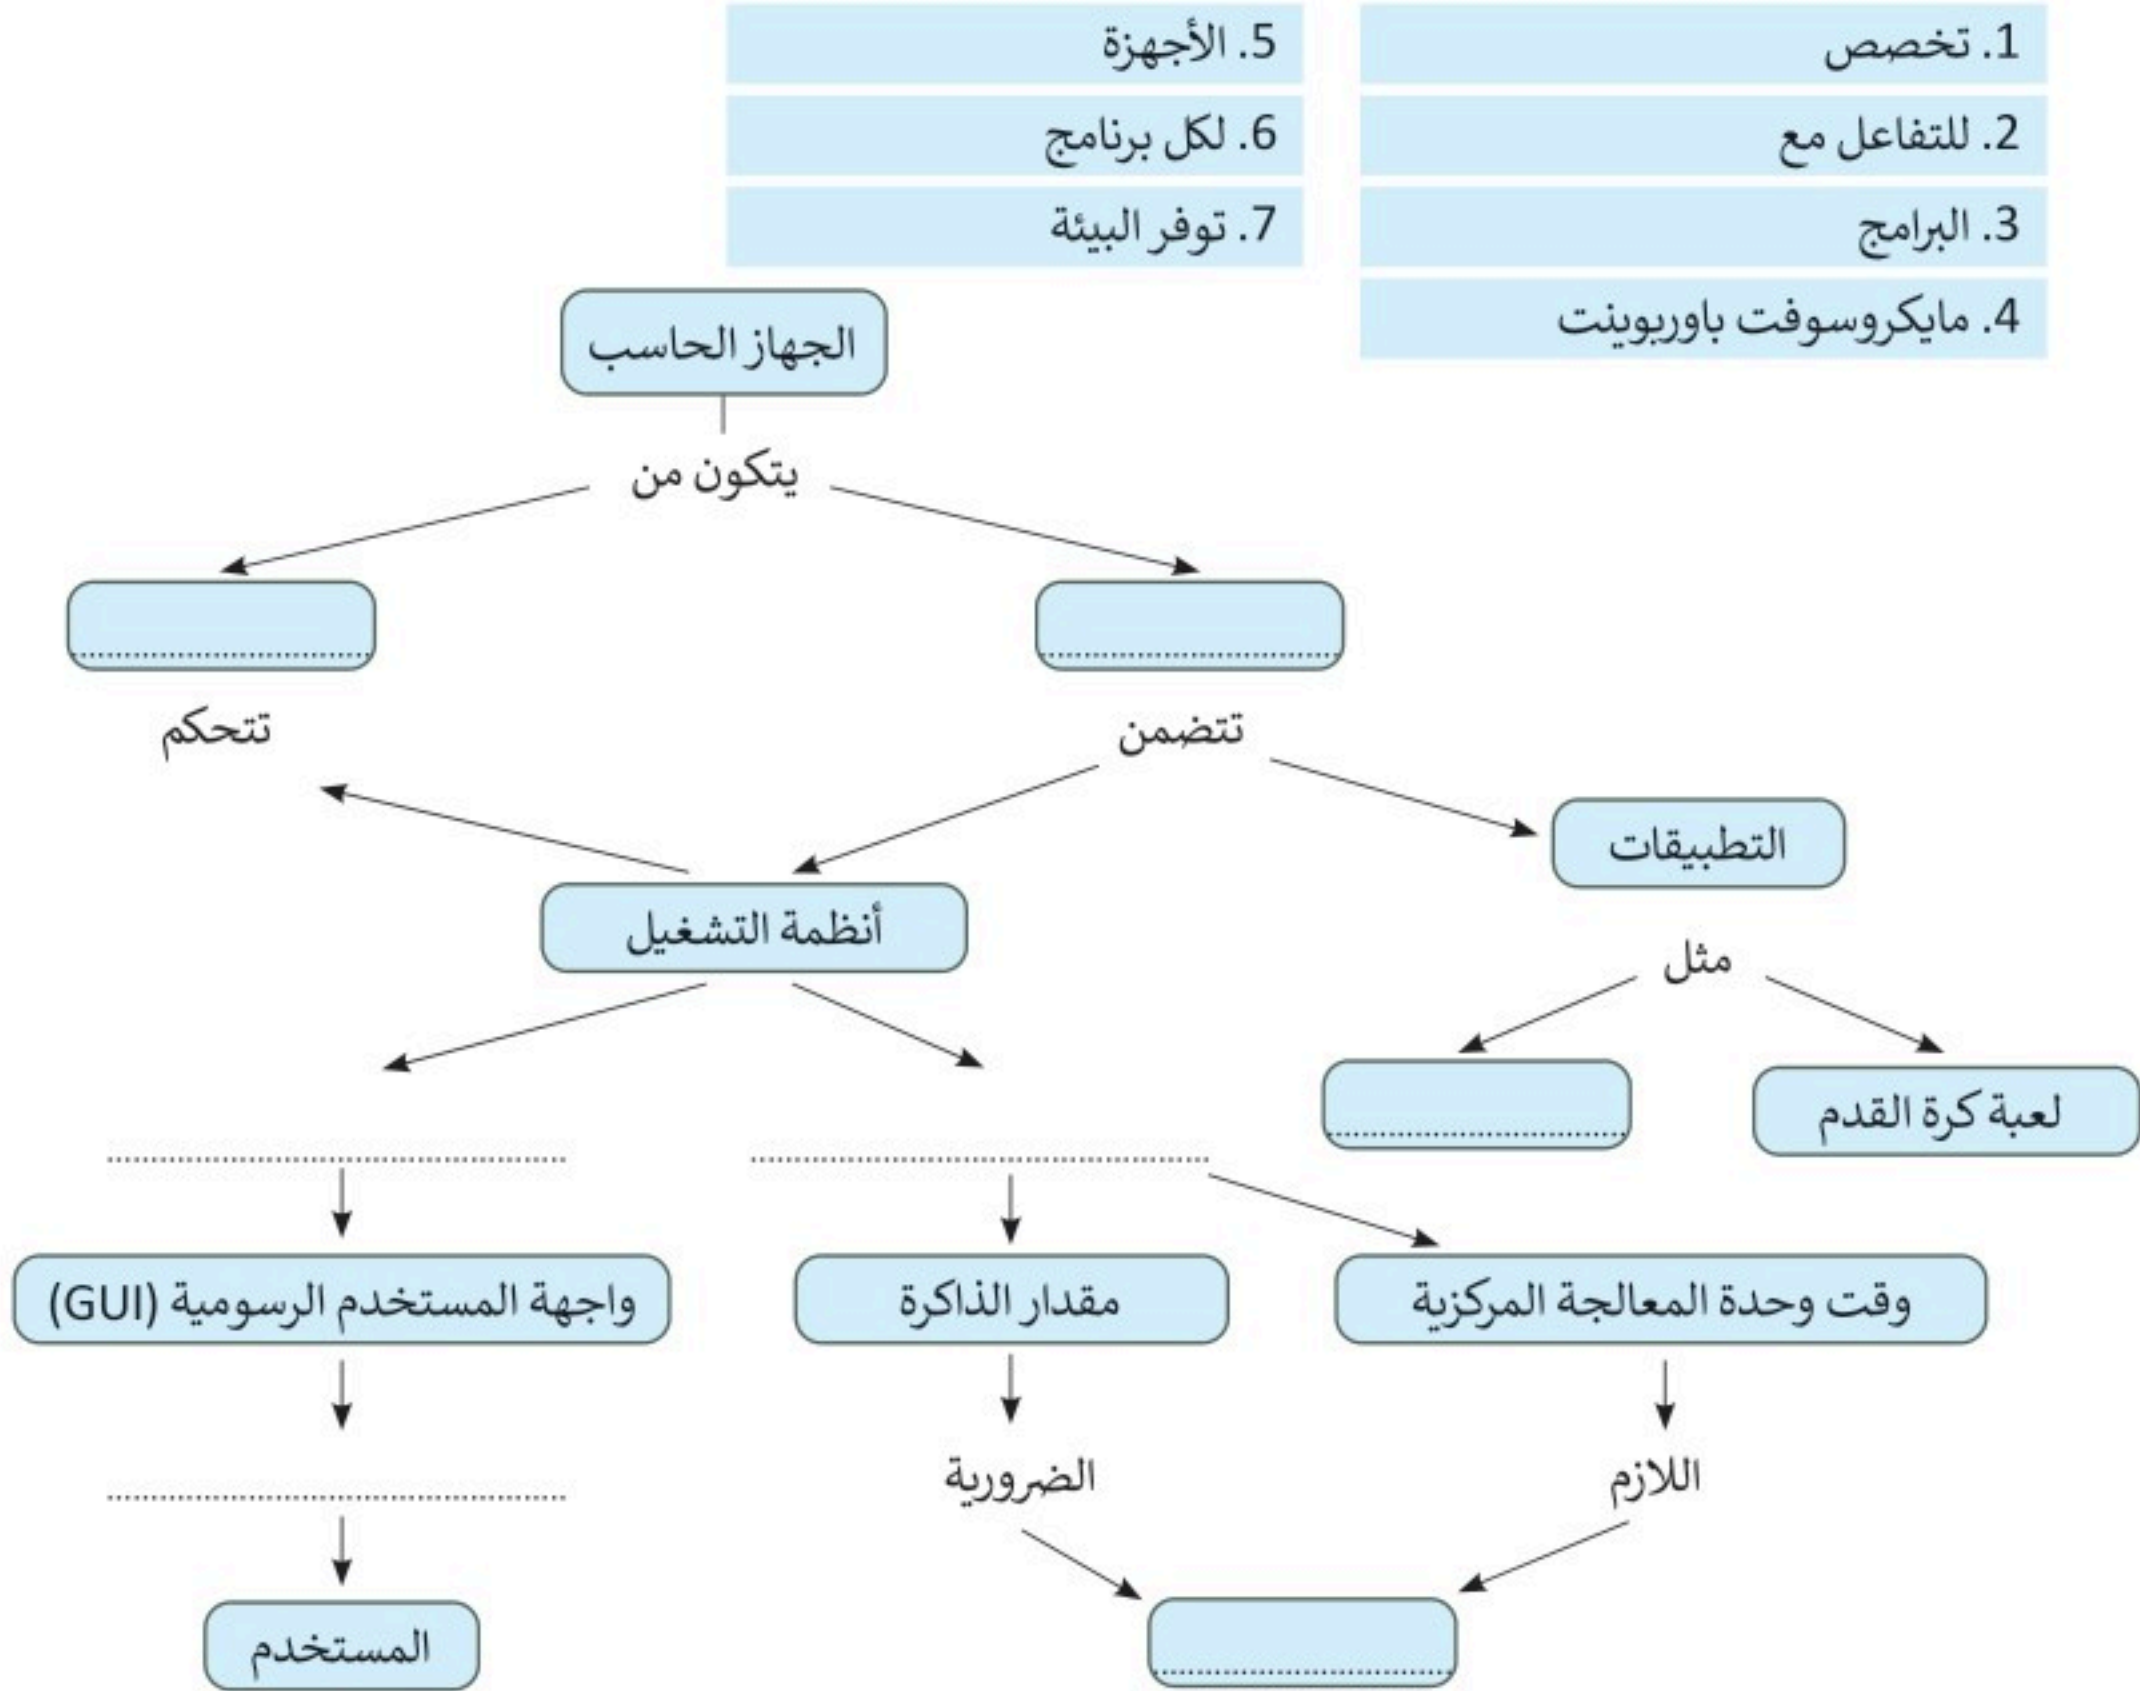 1. تخصص
2. للتفاعل مع
3. البرامج
4. مايكروسوفت باوربوينت
5. الأجهزة
6. لكل برنامج
7. توفر البيئة
الجهاز الحاسب
يتكون من
تتضمن
تتحكم
التطبيقات
أنظمة التشغيل
مثل
لعبة كرة القدم
وقت وحدة المعالجة المركزية
مقدار الذاكرة
واجهة المستخدم الرسومية (GUI)
اللازم
الضرورية
المستخدم